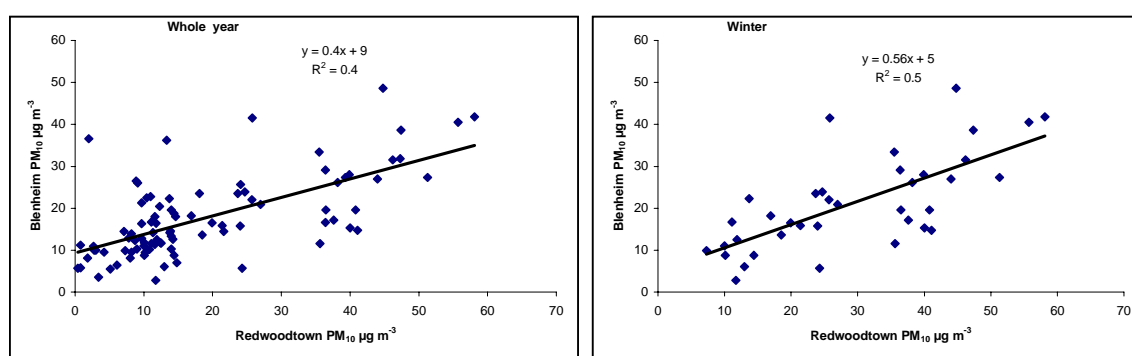 Whole year
y = 0.4x + 9
R² = 0.4
Blenheim PM₁₀ µg m⁻³
60
50
40
30
20
10
0
0 10 20 30 40 50 60 70
Redwoodtown PM₁₀ µg m⁻³
Winter
y = 0.56x + 5
R² = 0.5
Blenheim PM₁₀ µg m⁻³
60
50
40
30
20
10
0
0 10 20 30 40 50 60 70
Redwoodtown PM₁₀ µg m⁻³